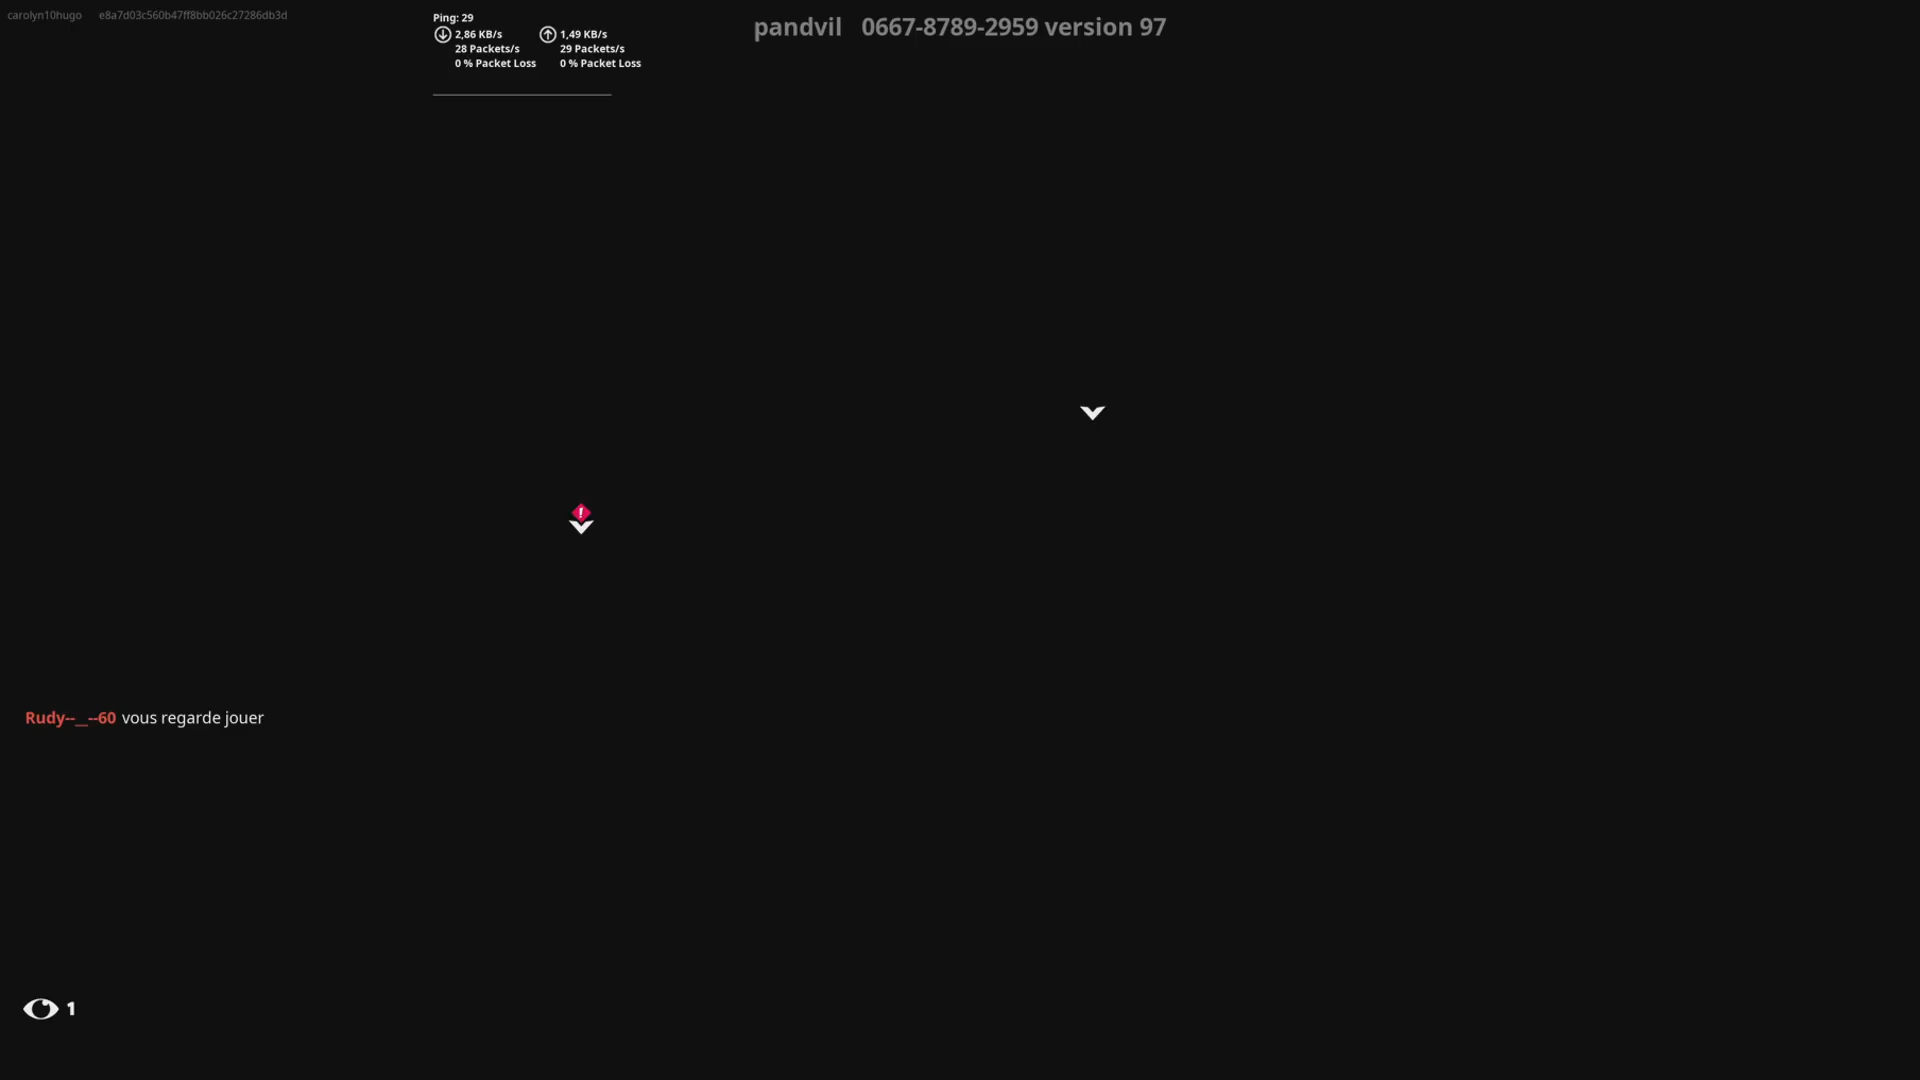 carolyn10hugo e8a7d03c560b47ff8bb026c27286db3d
Ping: 29
2,86 KB/s 1,49 KB/s
28 Packets/s 29 Packets/s
0 % Packet Loss 0 % Packet Loss
pandvil 0667-8789-2959 version 97
!
Rudy--__--60 vous regarde jouer
1